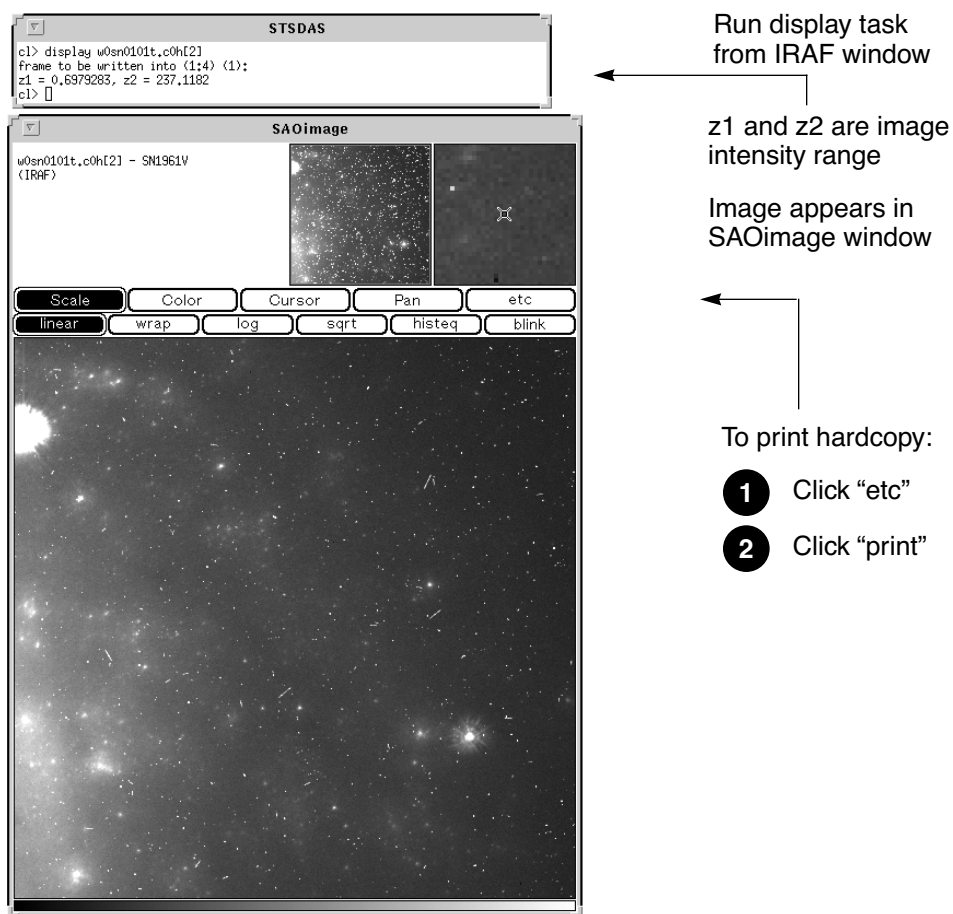 STSDAS
cl> display w0sn0101t.c0h[2]
frame to be written into (1:4) (1):
z1 = 0.6979283, z2 = 237.1182
cl>
Run display task
from IRAF window
z1 and z2 are image
intensity range
Image appears in
SAOimage window
SAOimage
w0sn0101t.c0h[2] - SN1961V
(IRAF)
Scale Color Cursor Pan etc
linear wrap log sqrt histeq blink
To print hardcopy:
1 Click “etc”
2 Click “print”